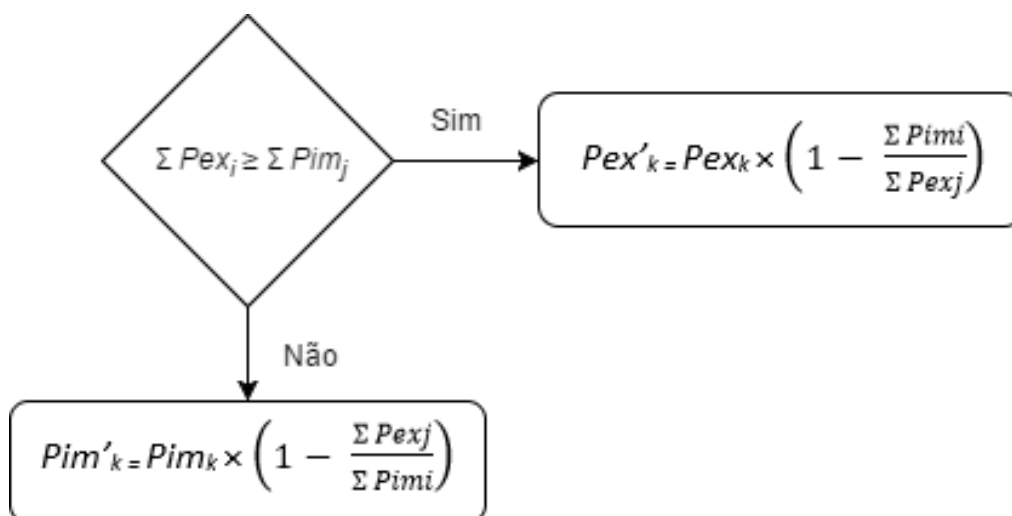 Σ Pexᵢ ≥ Σ Pimⱼ
Sim
Pex'ₖ = Pexₖ × (1 − Σ Pimi / Σ Pexj)
Não
Pim'ₖ = Pimₖ × (1 − Σ Pexj / Σ Pimi)